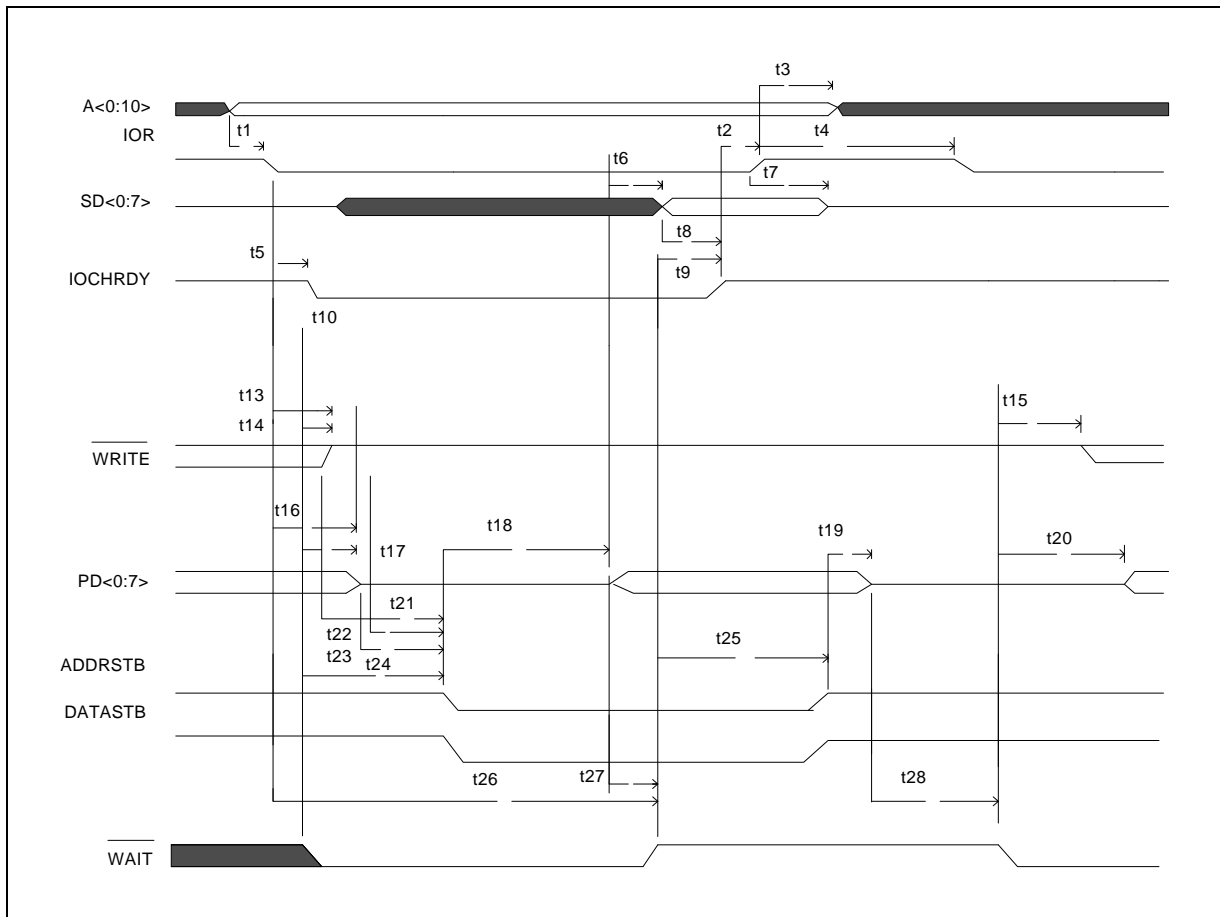 t3
A<0:10>
IOR
t1
t2
t4
t6
t7
SD<0:7>
t8
t5
t9
IOCHRDY
t10
t13
t14
t15
WRITE
t16
t18
t19
t20
t17
PD<0:7>
t21
t22
t23
t24
t25
ADDRSTB
DATASTB
t26
t27
t28
WAIT